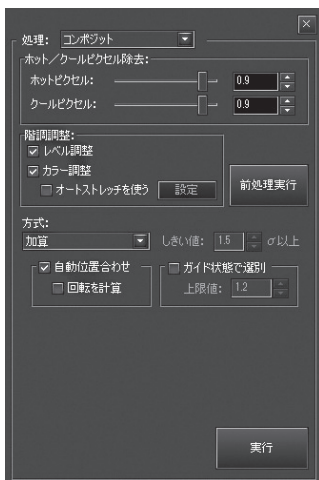 処理: コンポジット
ホット／クールピクセル除去:
ホットピクセル: 0.9
クールピクセル: 0.9
階調調整:
レベル調整
カラー調整
オートストレッチを使う 設定
前処理実行
方式:
加算 しきい値: 1.5 σ以上
自動位置合わせ
回転を計算
ガイド状態で選別
上限値: 1.2
実行